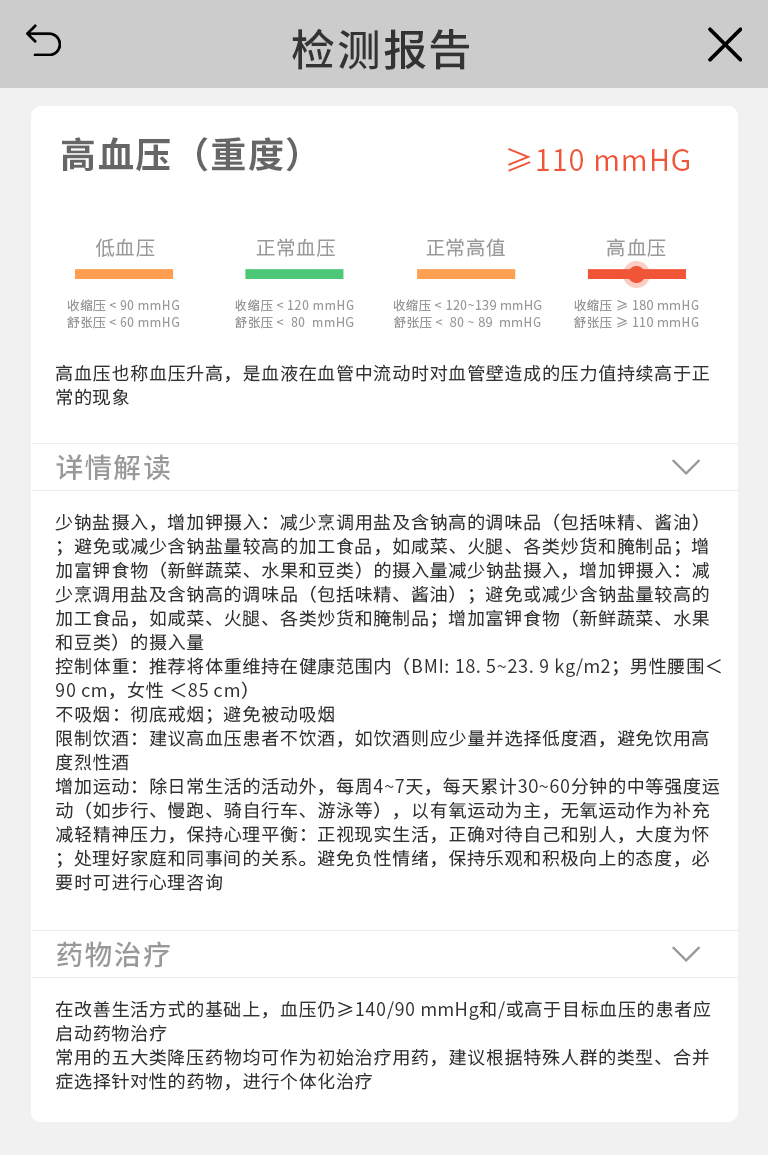 检测报告
高血压（重度）
≥110 mmHG
低血压 正常血压 正常高值 高血压
收缩压 < 90 mmHG 收缩压 < 120 mmHG 收缩压 < 120~139 mmHG 收缩压 ≥ 180 mmHG
舒张压 < 60 mmHG 舒张压 < 80 mmHG 舒张压 < 80 ~ 89 mmHG 舒张压 ≥ 110 mmHG
高血压也称血压升高，是血液在血管中流动时对血管壁造成的压力值持续高于正
常的现象
详情解读
少钠盐摄入，增加钾摄入：减少烹调用盐及含钠高的调味品（包括味精、酱油）
；避免或减少含钠盐量较高的加工食品，如咸菜、火腿、各类炒货和腌制品；增
加富钾食物（新鲜蔬菜、水果和豆类）的摄入量减少钠盐摄入，增加钾摄入：减
少烹调用盐及含钠高的调味品（包括味精、酱油）；避免或减少含钠盐量较高的
加工食品，如咸菜、火腿、各类炒货和腌制品；增加富钾食物（新鲜蔬菜、水果
和豆类）的摄入量
控制体重：推荐将体重维持在健康范围内（BMI: 18. 5~23. 9 kg/m2；男性腰围＜
90 cm，女性 ＜85 cm）
不吸烟：彻底戒烟；避免被动吸烟
限制饮酒：建议高血压患者不饮酒，如饮酒则应少量并选择低度酒，避免饮用高
度烈性酒
增加运动：除日常生活的活动外，每周4~7天，每天累计30~60分钟的中等强度运
动（如步行、慢跑、骑自行车、游泳等），以有氧运动为主，无氧运动作为补充
减轻精神压力，保持心理平衡：正视现实生活，正确对待自己和别人，大度为怀
；处理好家庭和同事间的关系。避免负性情绪，保持乐观和积极向上的态度，必
要时可进行心理咨询
药物治疗
在改善生活方式的基础上，血压仍≥140/90 mmHg和/或高于目标血压的患者应
启动药物治疗
常用的五大类降压药物均可作为初始治疗用药，建议根据特殊人群的类型、合并
症选择针对性的药物，进行个体化治疗